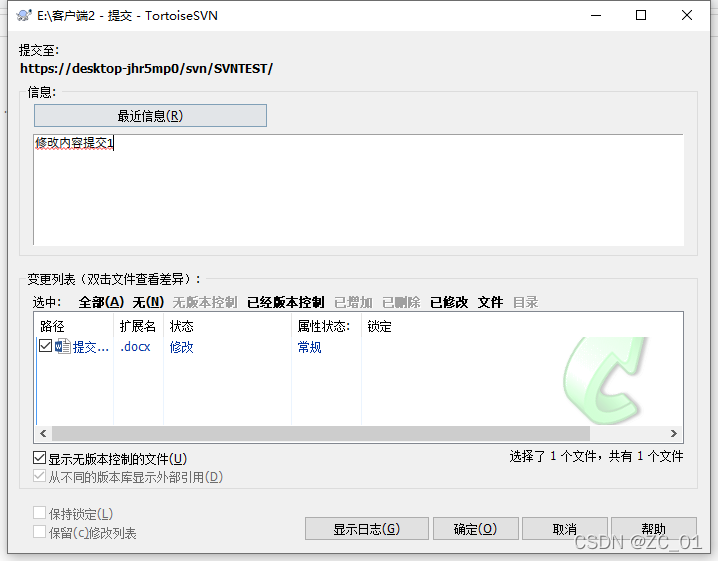 E:\客户端2 - 提交 - TortoiseSVN
提交至:
https://desktop-jhr5mp0/svn/SVNTEST/
信息:
最近信息(R)
修改内容提交1
变更列表（双击文件查看差异）:
选中: 全部(A) 无(N) 无版本控制 已经版本控制 已增加 已删除 已修改 文件 目录
路径 扩展名 状态 属性状态: 锁定
提交... .docx 修改 常规
显示无版本控制的文件(U)
选择了 1 个文件，共有 1 个文件
从不同的版本库显示外部引用(D)
保持锁定(L)
保留(c)修改列表
显示日志(G) 确定(O) 取消 帮助
CSDN @ZC_01